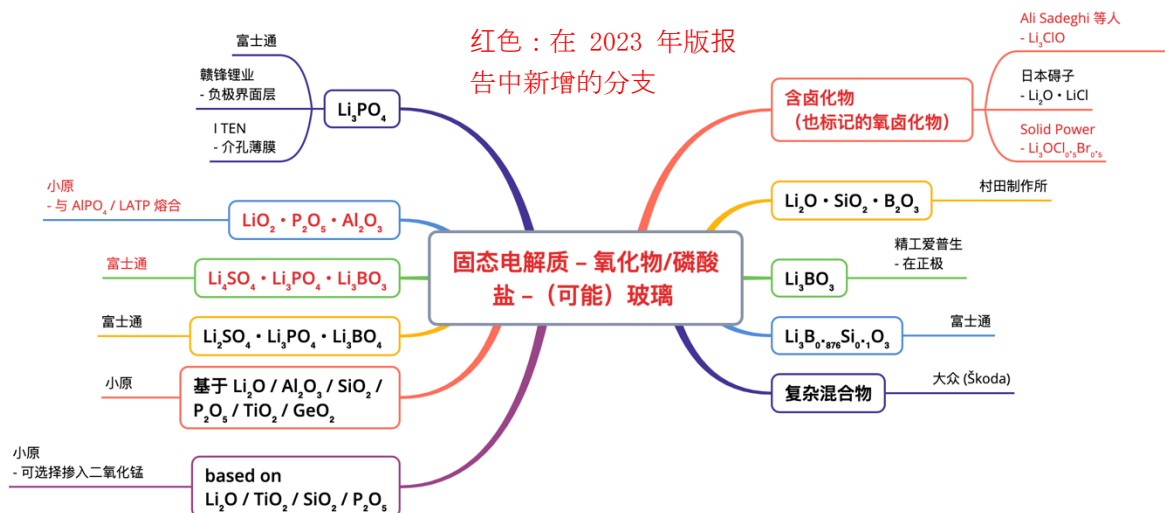 红色：在 2023 年版报
告中新增的分支
富士通
赣锋锂业
- 负极界面层
I TEN
- 介孔薄膜
Li₃PO₄
小原
- 与 AlPO₄ / LATP 熔合
LiO₂・P₂O₅・Al₂O₃
富士通
Li₄SO₄・Li₃PO₄・Li₃BO₃
富士通
Li₂SO₄・Li₃PO₄・Li₃BO₄
小原
基于 Li₂O / Al₂O₃ / SiO₂ /
P₂O₅ / TiO₂ / GeO₂
小原
- 可选择掺入二氧化锰
based on
Li₂O / TiO₂ / SiO₂ / P₂O₅
固态电解质 – 氧化物/磷酸
盐 –（可能）玻璃
含卤化物
（也标记的氧卤化物）
Ali Sadeghi 等人
- Li₃ClO
日本碍子
- Li₂O・LiCl
Solid Power
- Li₃OCl₀.₅Br₀.₅
Li₂O・SiO₂・B₂O₃
村田制作所
Li₃BO₃
精工爱普生
- 在正极
Li₃B₀.₈₇₆Si₀.₁O₃
富士通
复杂混合物
大众 (Škoda)